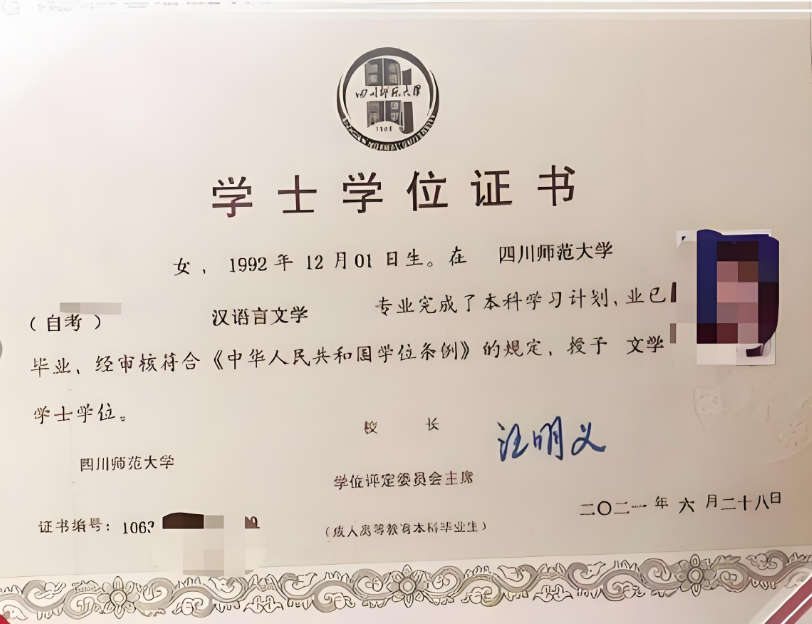 四川师范大学
学士学位证书
女，1992年12月01日生。在 四川师范大学
（自考） 汉语言文学 专业完成了本科学习计划，业已
毕业，经审核符合《中华人民共和国学位条例》的规定，授予 文学
学士学位。
校 长 汪明义
四川师范大学
学位评定委员会主席
二〇二一年六月二十八日
证书编号：1063
（成人高等教育本科毕业生）